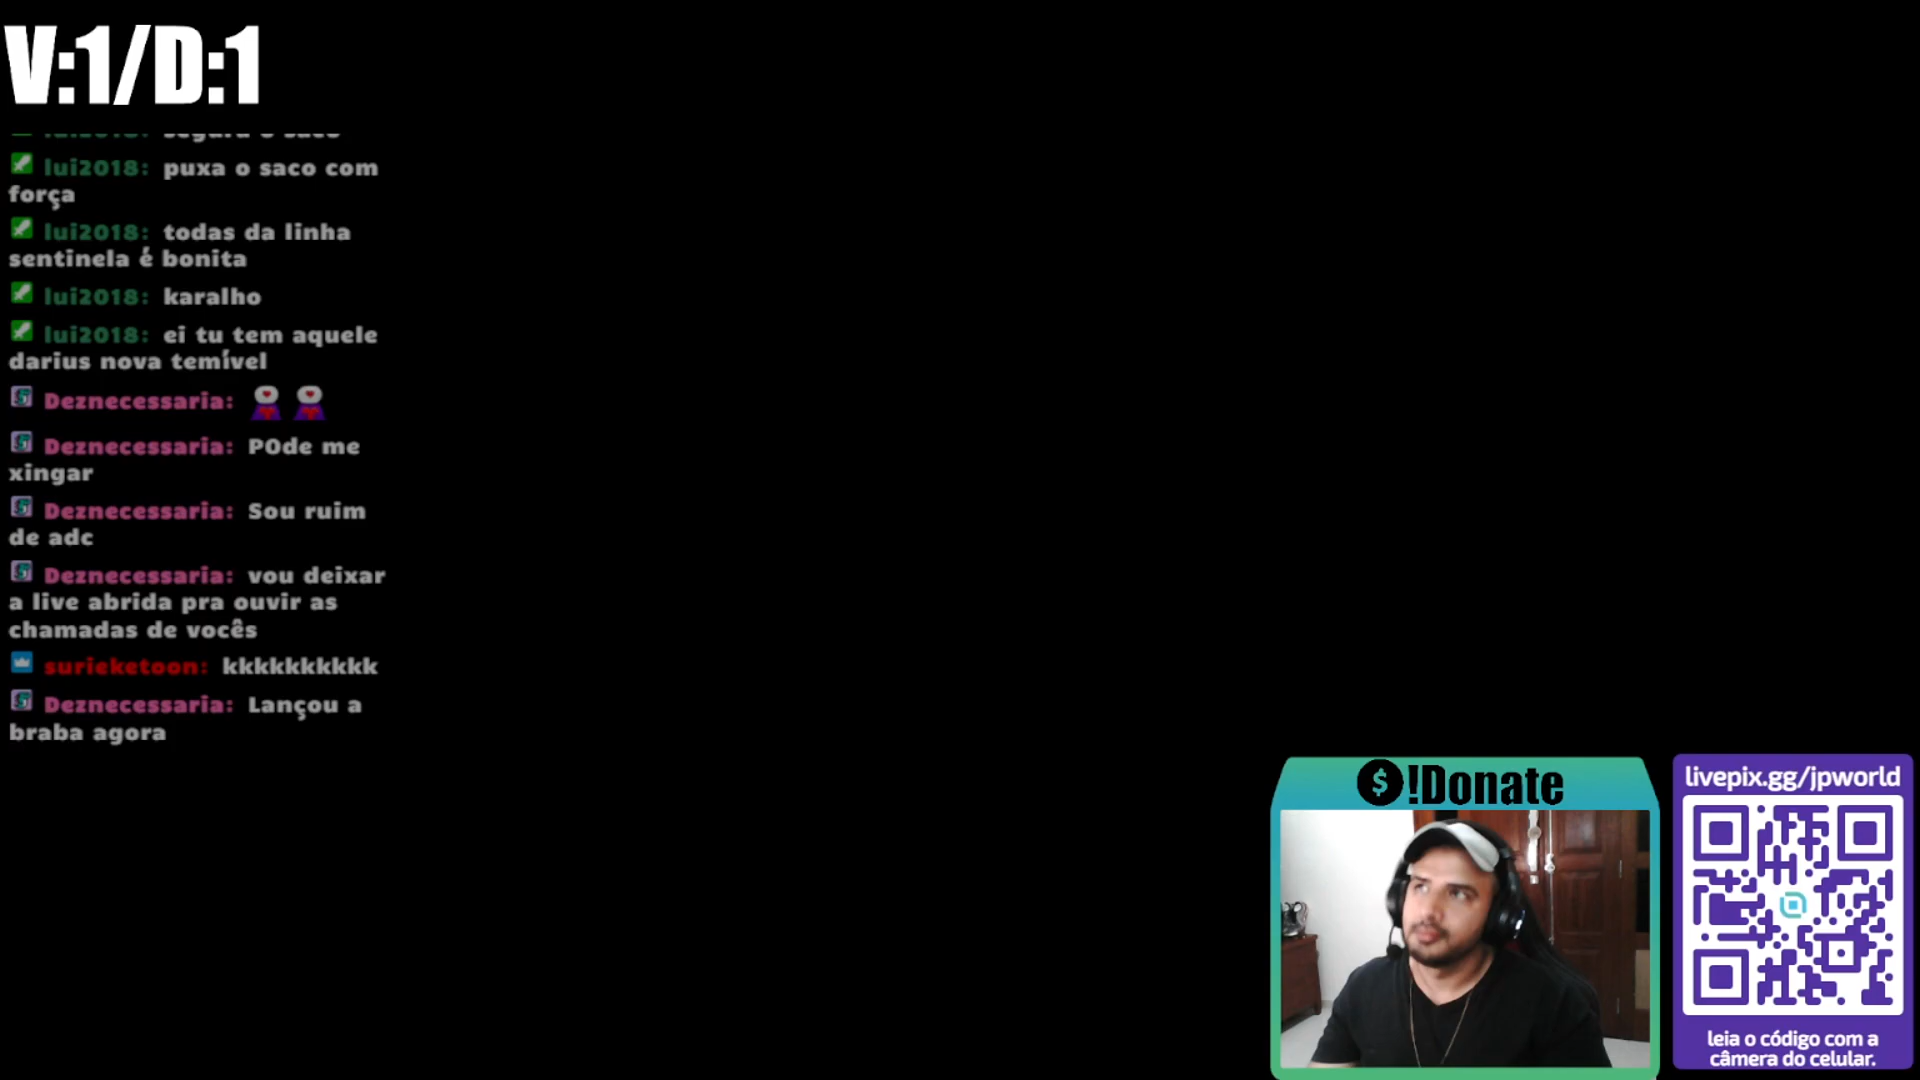 V:1/D:1
lui2018: segura o saco
lui2018: puxa o saco com
força
lui2018: todas da linha
sentinela é bonita
lui2018: karalho
lui2018: ei tu tem aquele
darius nova temível
Deznecessaria:
Deznecessaria: POde me
xingar
Deznecessaria: Sou ruim
de adc
Deznecessaria: vou deixar
a live abrida pra ouvir as
chamadas de vocês
surieketoon: kkkkkkkkkk
Deznecessaria: Lançou a
braba agora
$ !Donate
livepix.gg/jpworld
leia o código com a
câmera do celular.